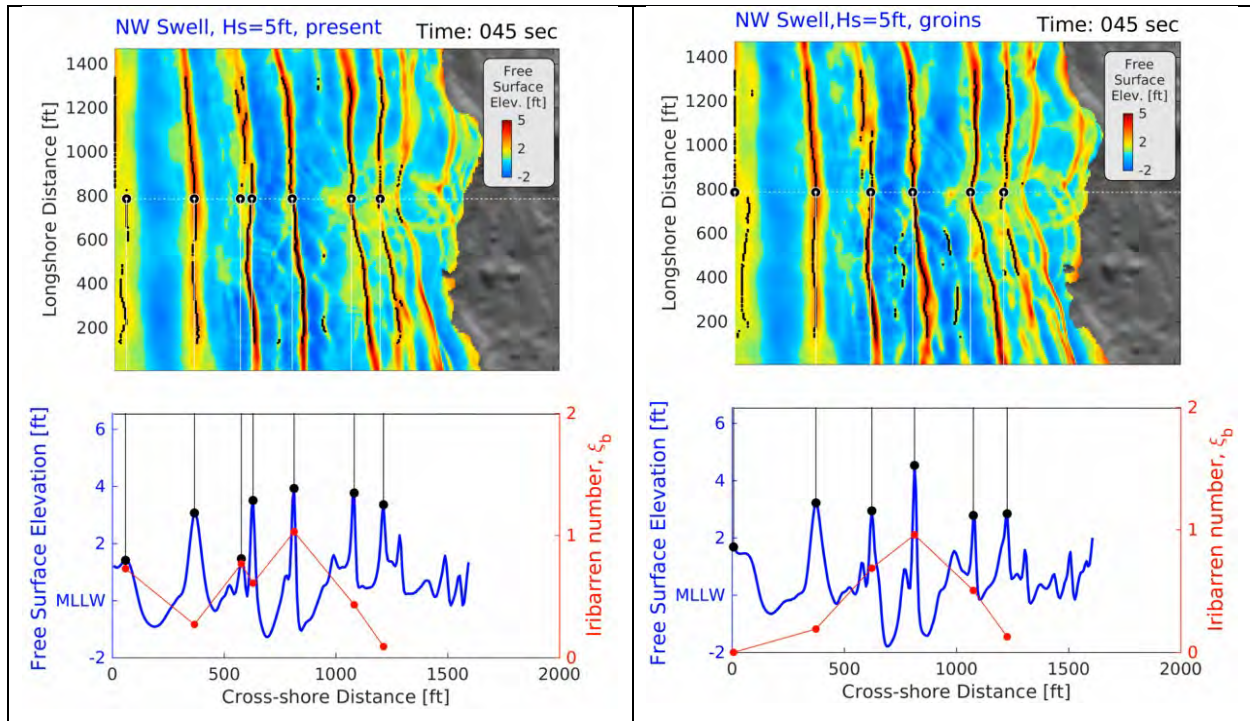 NW Swell, Hs=5ft, present
Time: 045 sec
Longshore Distance [ft]
1400
1200
1000
800
600
400
200
Free
Surface
Elev. [ft]
5
2
-2
Free Surface Elevation [ft]
6
4
2
MLLW
-2
0
500
1000
1500
2000
Cross-shore Distance [ft]
2
1
0
Iribarren number, ξb
NW Swell,Hs=5ft, groins
Time: 045 sec
Longshore Distance [ft]
1400
1200
1000
800
600
400
200
Free
Surface
Elev. [ft]
5
2
-2
Free Surface Elevation [ft]
6
4
2
MLLW
-2
0
500
1000
1500
2000
Cross-shore Distance [ft]
2
1
0
Iribarren number, ξb